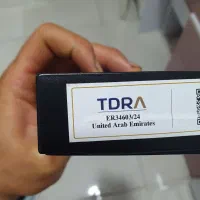 TDRA
ER34603/24
United Arab Emirates